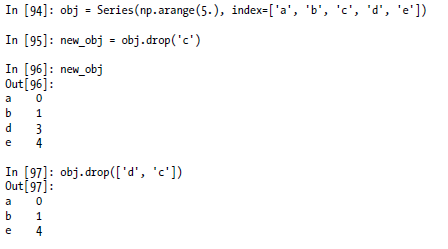 In [94]: obj = Series(np.arange(5.), index=['a', 'b', 'c', 'd', 'e'])
In [95]: new_obj = obj.drop('c')
In [96]: new_obj
Out[96]:
a    0
b    1
d    3
e    4
In [97]: obj.drop(['d', 'c'])
Out[97]:
a    0
b    1
e    4